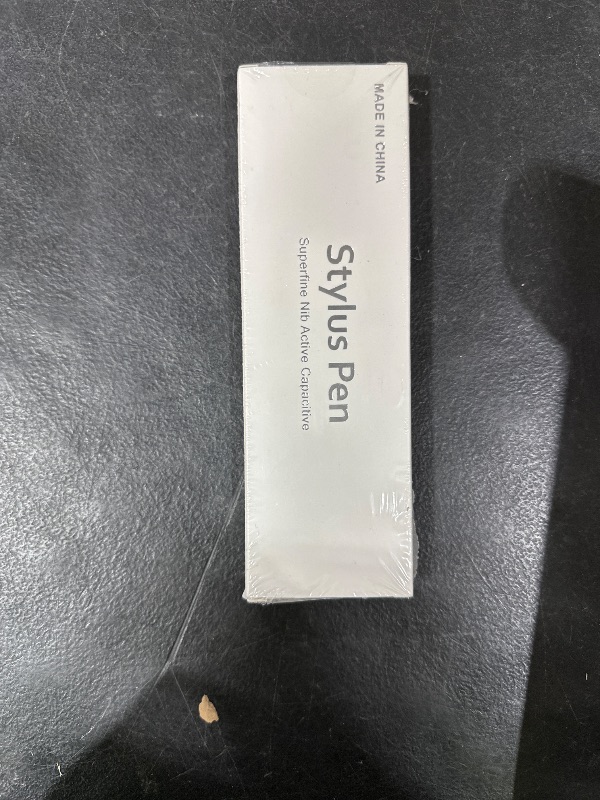 MADE IN CHINA
Stylus Pen
Superfine Nib Active Capacitive